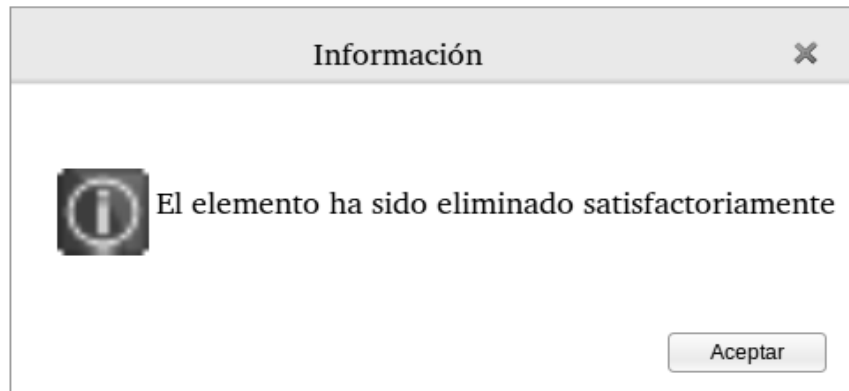 Información
El elemento ha sido eliminado satisfactoriamente
Aceptar